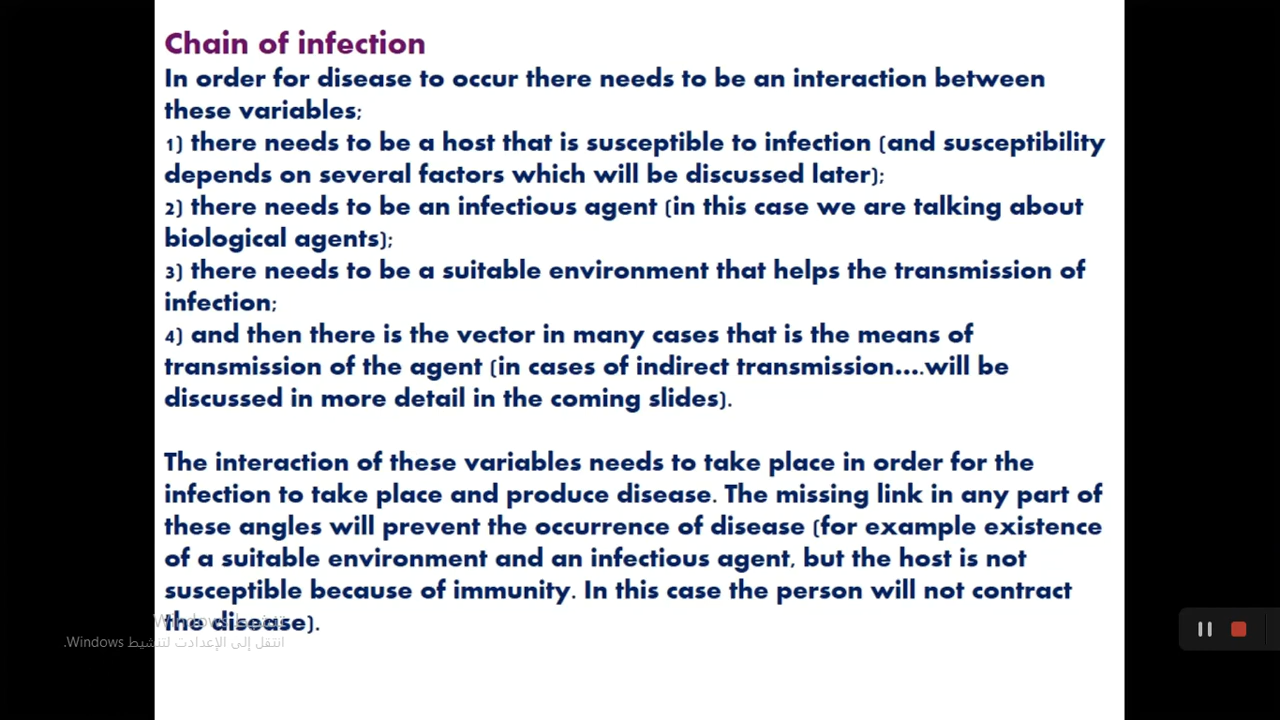 Chain of infection
In order for disease to occur there needs to be an interaction between
these variables;
1) there needs to be a host that is susceptible to infection (and susceptibility
depends on several factors which will be discussed later);
2) there needs to be an infectious agent (in this case we are talking about
biological agents);
3) there needs to be a suitable environment that helps the transmission of
infection;
4) and then there is the vector in many cases that is the means of
transmission of the agent (in cases of indirect transmission....will be
discussed in more detail in the coming slides).
The interaction of these variables needs to take place in order for the
infection to take place and produce disease. The missing link in any part of
these angles will prevent the occurrence of disease (for example existence
of a suitable environment and an infectious agent, but the host is not
susceptible because of immunity. In this case the person will not contract
the disease).
تنشيط Windows
انتقل إلى الإعدادت لتنشيط Windows.